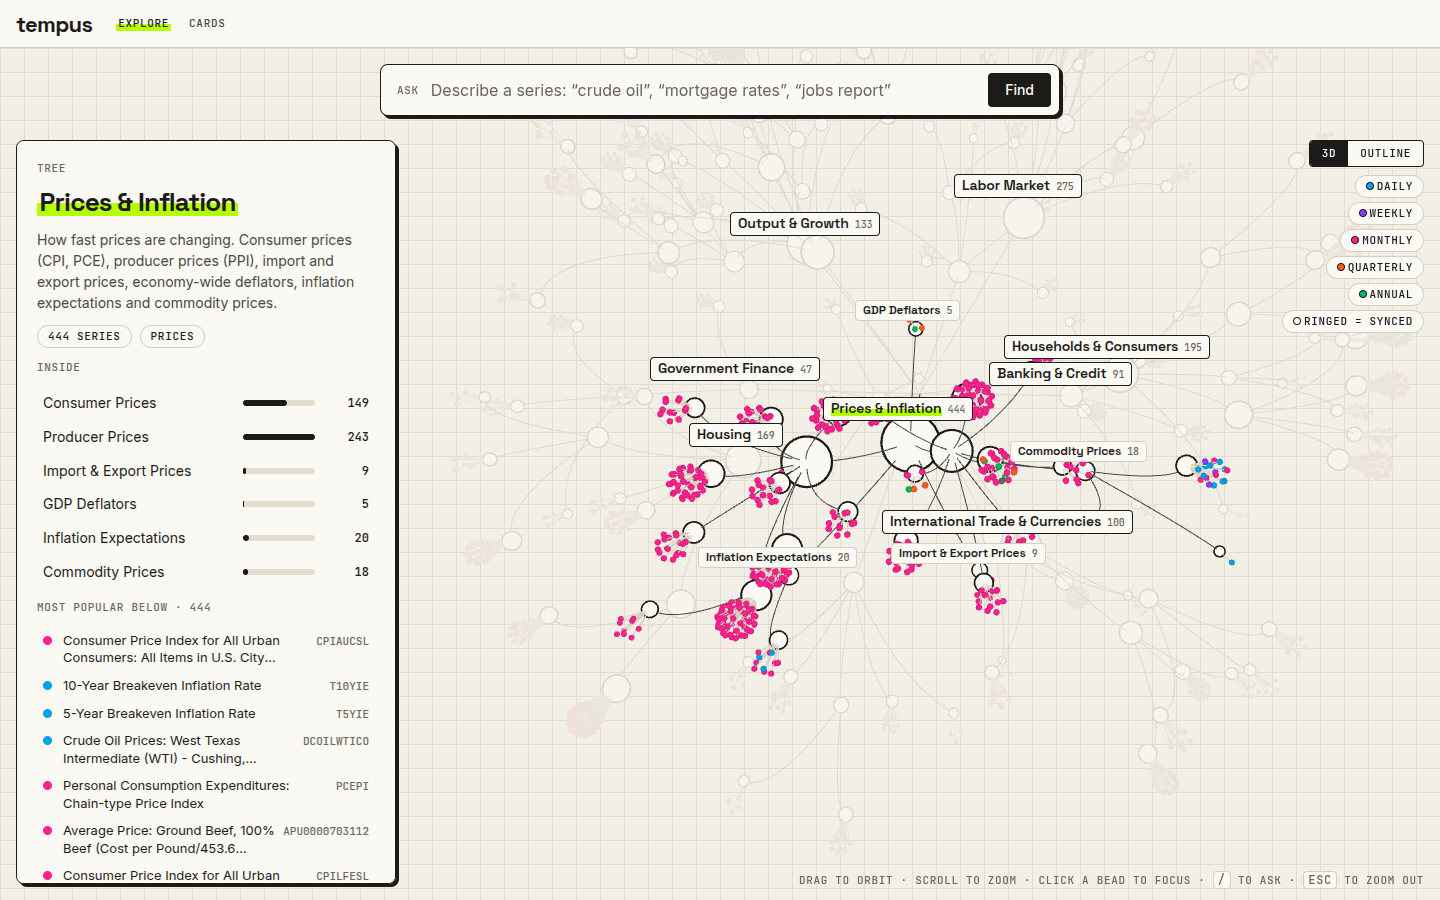 tempus EXPLORE CARDS
ASK Describe a series: “crude oil”, “mortgage rates”, “jobs report” Find
TREE
Prices & Inflation
How fast prices are changing. Consumer prices
(CPI, PCE), producer prices (PPI), import and
export prices, economy-wide deflators, inflation
expectations and commodity prices.
444 SERIES PRICES
INSIDE
Consumer Prices 149
Producer Prices 243
Import & Export Prices 9
GDP Deflators 5
Inflation Expectations 20
Commodity Prices 18
MOST POPULAR BELOW · 444
Consumer Price Index for All Urban CPIAUCSL
Consumers: All Items in U.S. City…
10-Year Breakeven Inflation Rate T10YIE
5-Year Breakeven Inflation Rate T5YIE
Crude Oil Prices: West Texas DCOILWTICO
Intermediate (WTI) - Cushing,…
Personal Consumption Expenditures: PCEPI
Chain-type Price Index
Average Price: Ground Beef, 100% APU0000703112
Beef (Cost per Pound/453.6…
Consumer Price Index for All Urban CPILFESL
Labor Market 275
Output & Growth 133
GDP Deflators 5
Households & Consumers 195
Government Finance 47
Banking & Credit 91
Prices & Inflation 444
Housing 169
Commodity Prices 18
International Trade & Currencies 100
Inflation Expectations 20
Import & Export Prices 9
3D OUTLINE
DAILY
WEEKLY
MONTHLY
QUARTERLY
ANNUAL
RINGED = SYNCED
DRAG TO ORBIT · SCROLL TO ZOOM · CLICK A BEAD TO FOCUS · / TO ASK · ESC TO ZOOM OUT